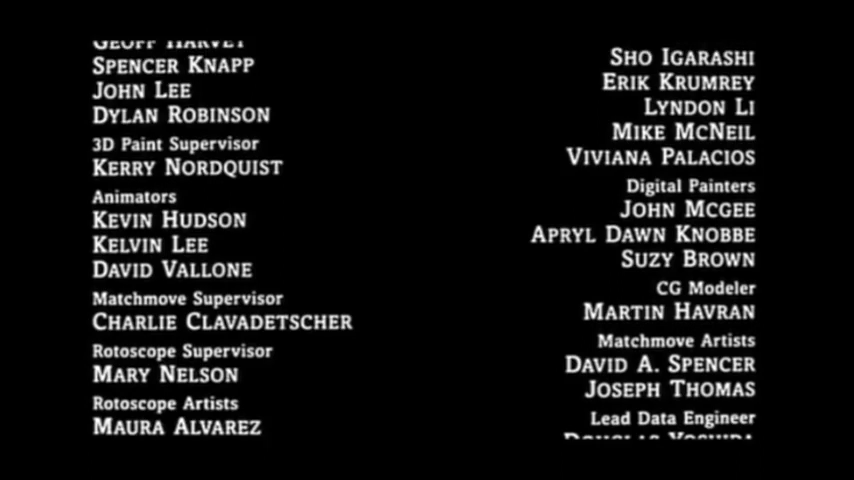 SPENCER KNAPP
JOHN LEE
DYLAN ROBINSON
3D Paint Supervisor
KERRY NORDQUIST
Animators
KEVIN HUDSON
KELVIN LEE
DAVID VALLONE
Matchmove Supervisor
CHARLIE CLAVADETSCHER
Rotoscope Supervisor
MARY NELSON
Rotoscope Artists
MAURA ALVAREZ
SHO IGARASHI
ERIK KRUMREY
LYNDON LI
MIKE MCNEIL
VIVIANA PALACIOS
Digital Painters
JOHN MCGEE
APRYL DAWN KNOBBE
SUZY BROWN
CG Modeler
MARTIN HAVRAN
Matchmove Artists
DAVID A. SPENCER
JOSEPH THOMAS
Lead Data Engineer